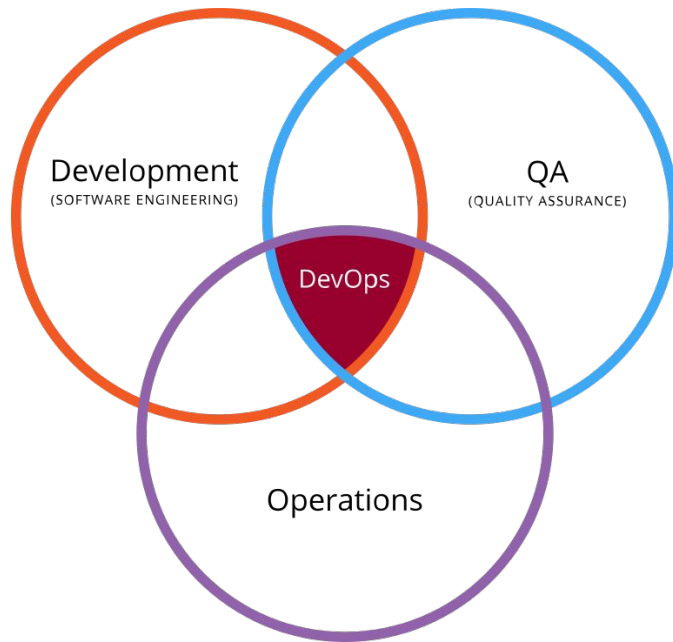 Development
(SOFTWARE ENGINEERING)
QA
(QUALITY ASSURANCE)
DevOps
Operations